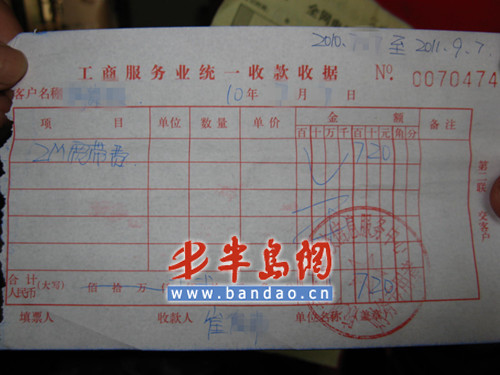 2010. 至 2011.9.7.
工商服务业统一收款收据 No. 0070474
客户名称 10年7月 日
项 目 单位 数量 单价 金 额 备注
百十万千百十元角分
2M宽带费 720
第二联 交客户
半岛網
www.bandao.cn
合计人民币 (大写) 佰 拾 万 720
填票人 收款人 崔 单位名称 (盖章)